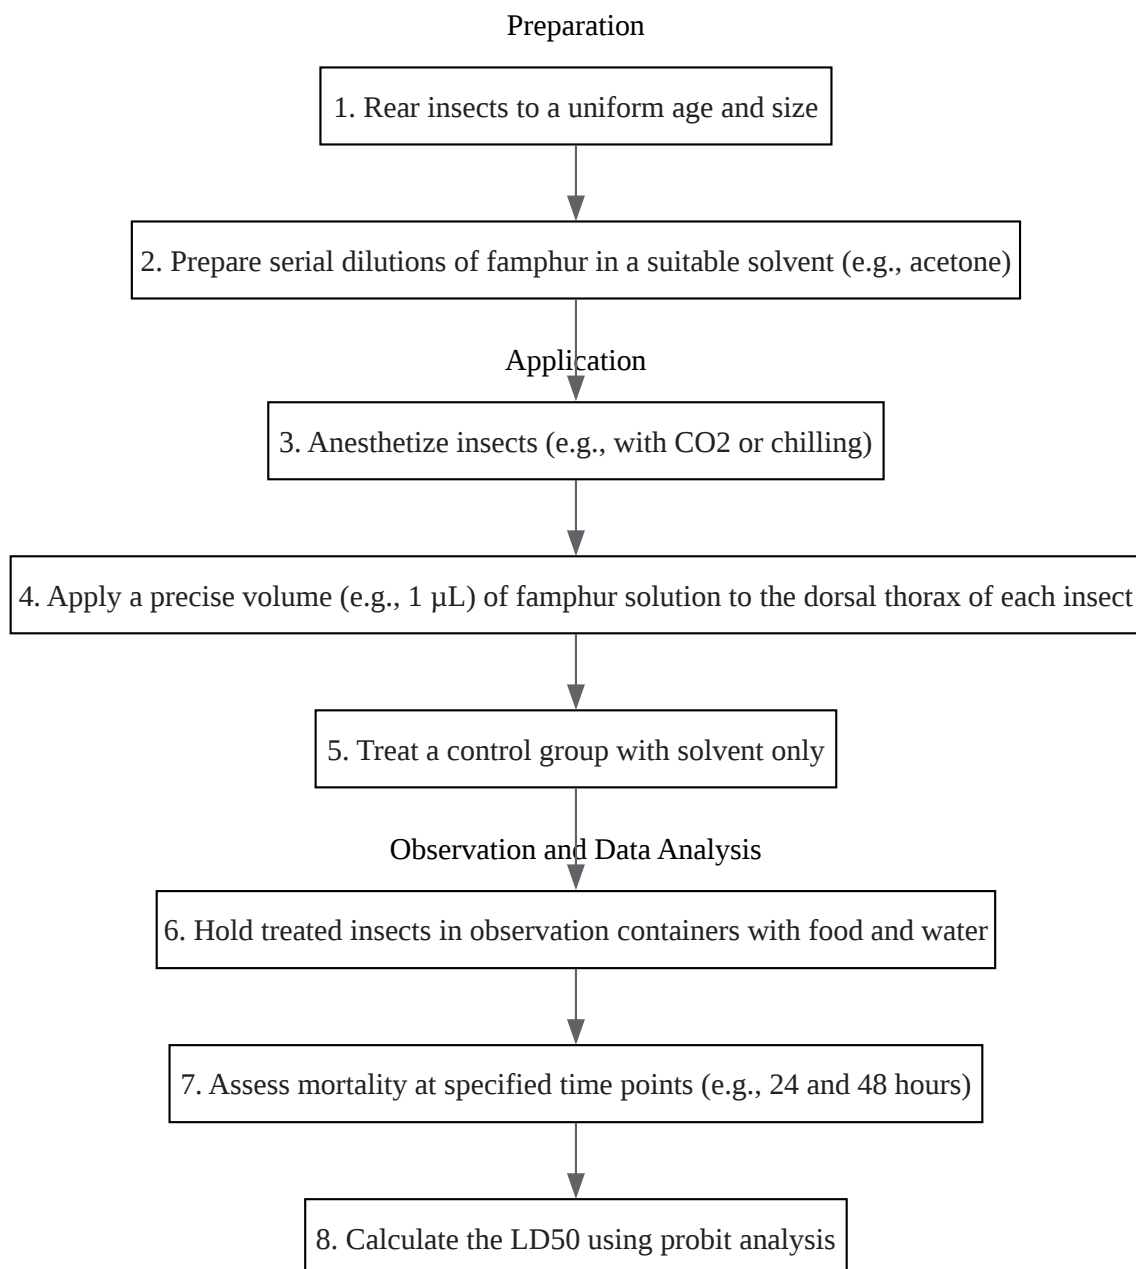 Preparation
1. Rear insects to a uniform age and size
2. Prepare serial dilutions of famphur in a suitable solvent (e.g., acetone)
Application
3. Anesthetize insects (e.g., with CO2 or chilling)
4. Apply a precise volume (e.g., 1 µL) of famphur solution to the dorsal thorax of each insect
5. Treat a control group with solvent only
Observation and Data Analysis
6. Hold treated insects in observation containers with food and water
7. Assess mortality at specified time points (e.g., 24 and 48 hours)
8. Calculate the LD50 using probit analysis